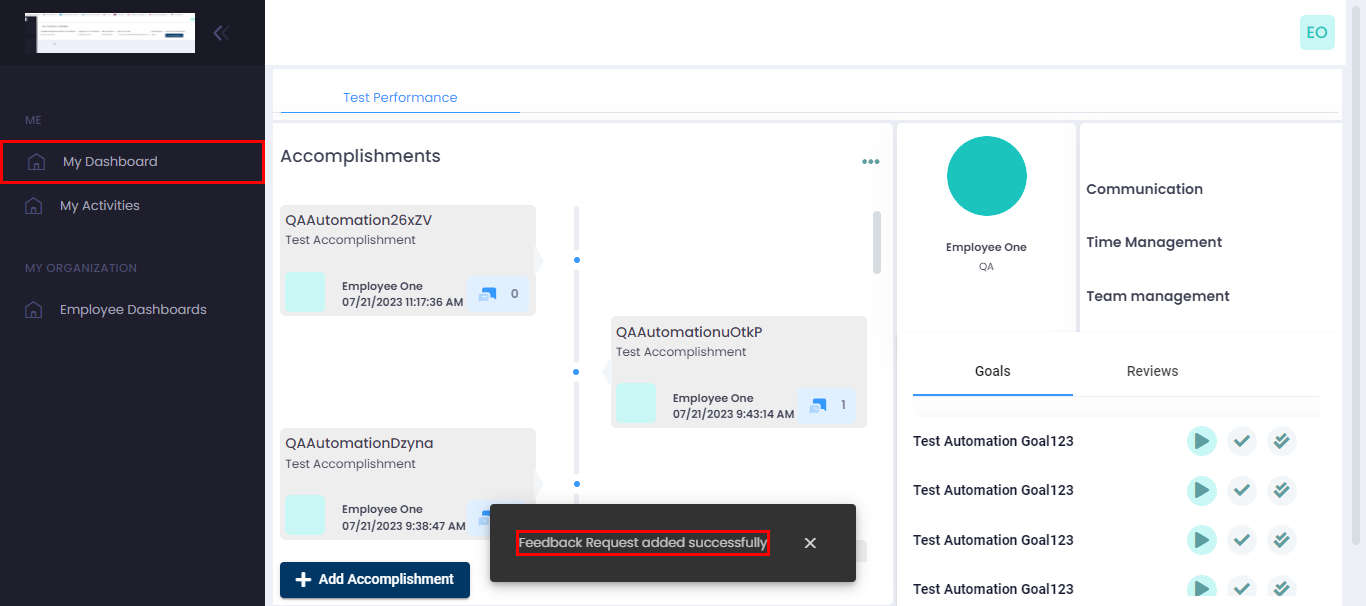 EO
ME
My Dashboard
My Activities
MY ORGANIZATION
Employee Dashboards
Test Performance
Accomplishments
QAAutomation26xZV
Test Accomplishment
Employee One
07/21/2023 11:17:36 AM
0
QAAutomationuOtkP
Test Accomplishment
Employee One
07/21/2023 9:43:14 AM
1
QAAutomationDzyna
Test Accomplishment
Employee One
07/21/2023 9:38:47 AM
Add Accomplishment
Feedback Request added successfully
Employee One
QA
Communication
Time Management
Team management
Goals
Reviews
Test Automation Goal123
Test Automation Goal123
Test Automation Goal123
Test Automation Goal123